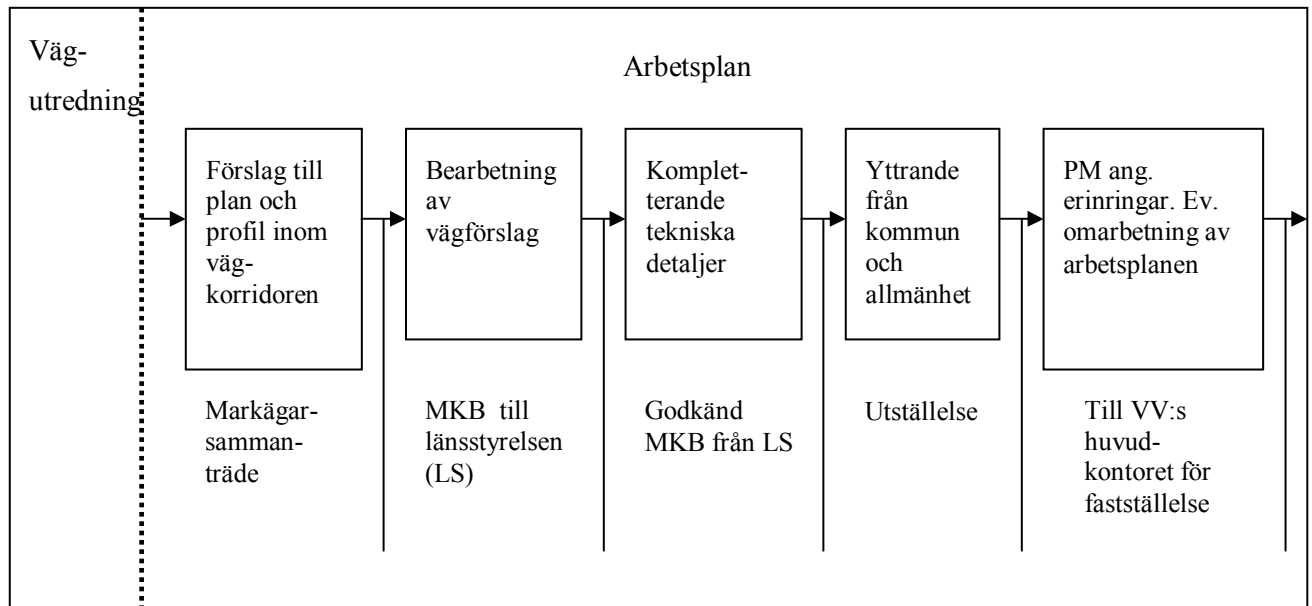 Väg-
utredning
Arbetsplan
Förslag till
plan och
profil inom
väg-
korridoren
Bearbetning
av
vägförslag
Komplet-
terande
tekniska
detaljer
Yttrande
från
kommun
och
allmänhet
PM ang.
erinringar. Ev.
omarbetning av
arbetsplanen
Markägar-
samman-
träde
MKB till
länsstyrelsen
(LS)
Godkänd
MKB från LS
Utställelse
Till VV:s
huvud-
kontoret för
fastställelse